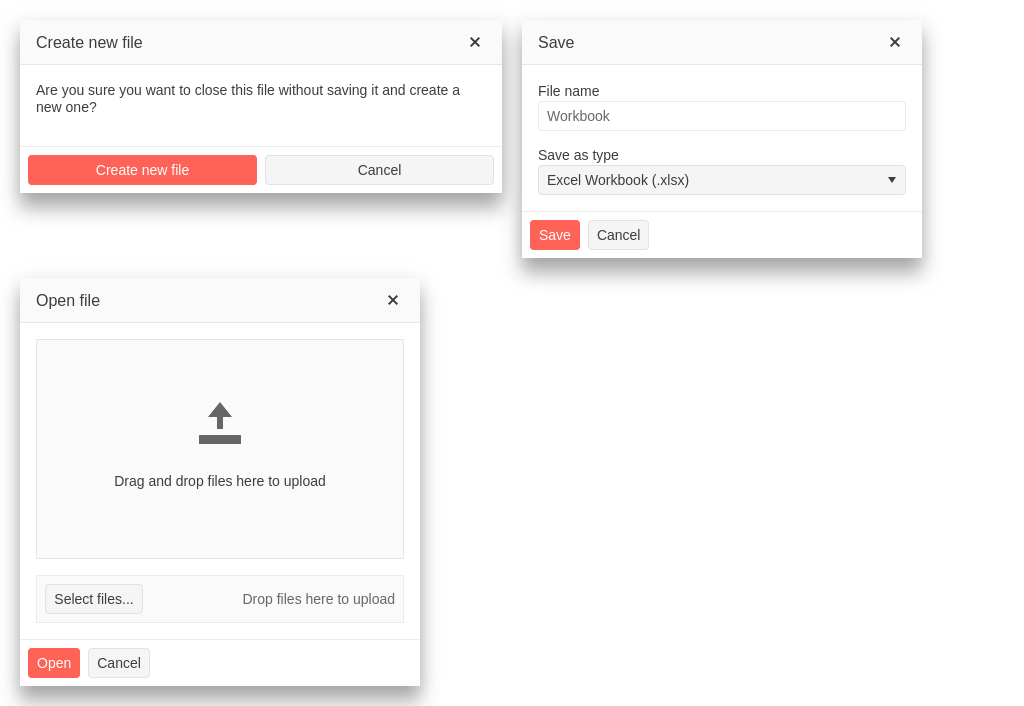 Create new file
Are you sure you want to close this file without saving it and create a
new one?
Create new file
Cancel
Save
File name
Workbook
Save as type
Excel Workbook (.xlsx)
Save
Cancel
Open file
Drag and drop files here to upload
Select files...
Drop files here to upload
Open
Cancel